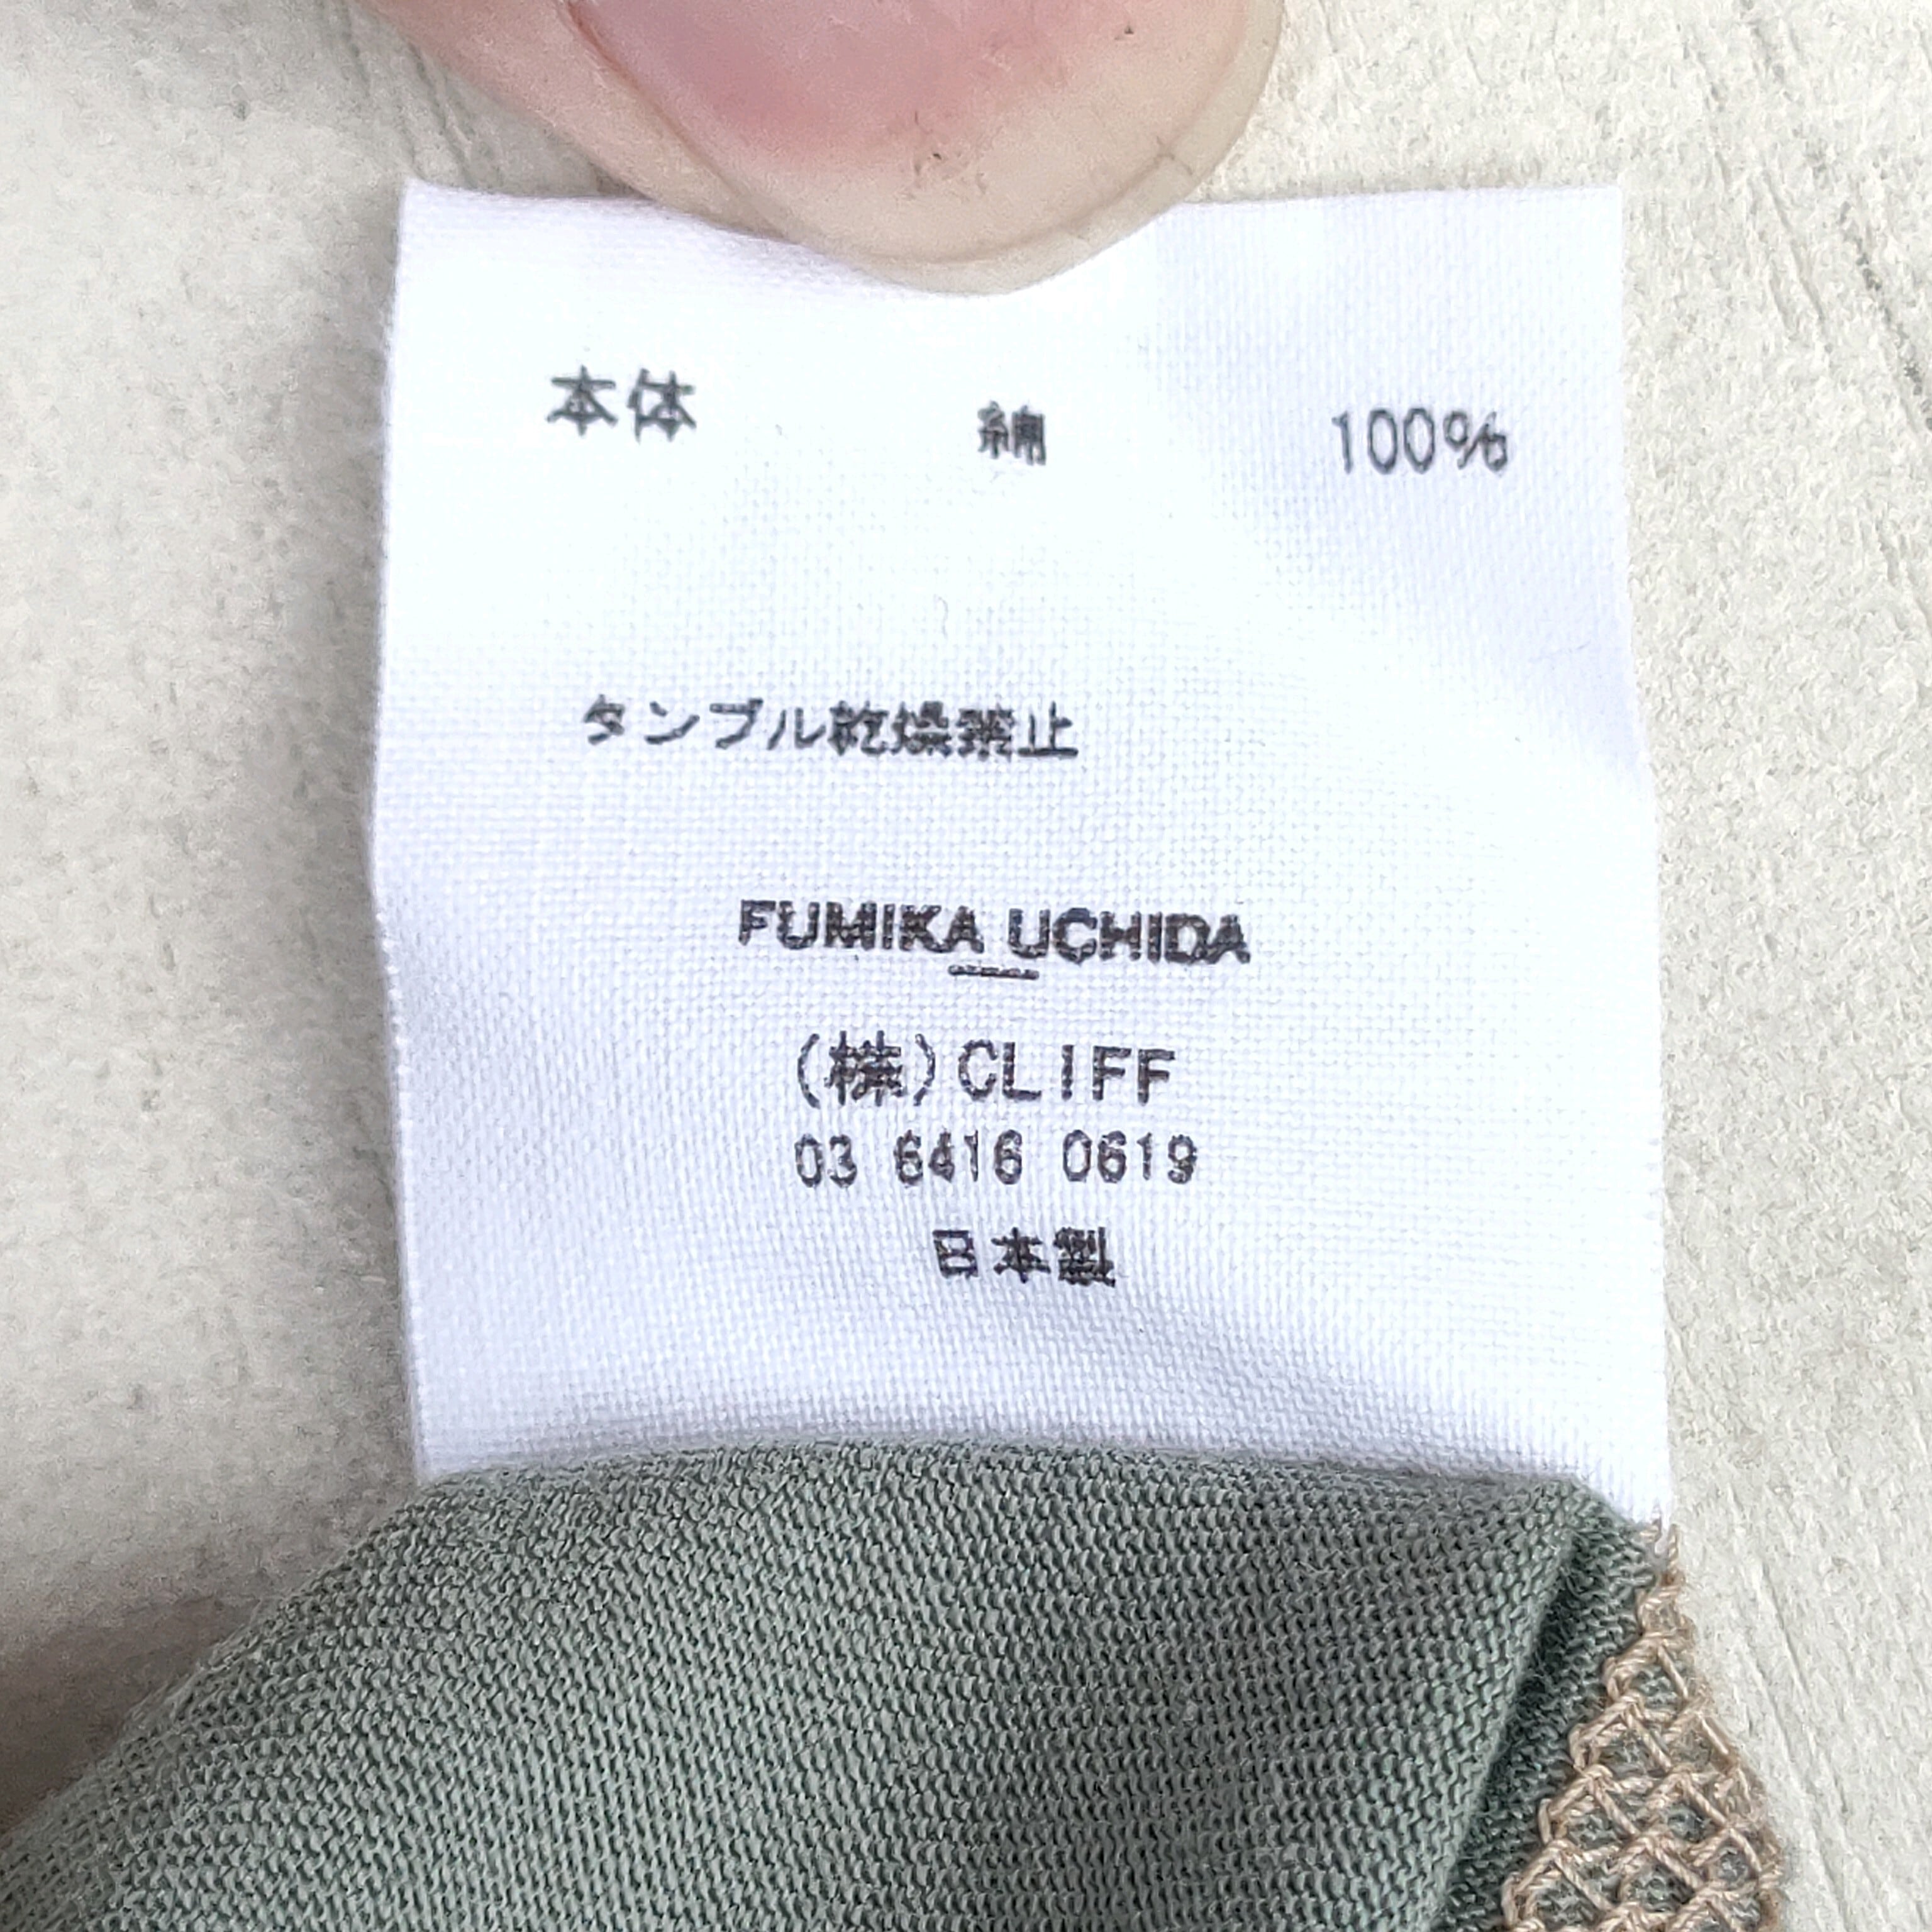 本体 綿 100%
タンブル乾燥禁止
FUMIKA_UCHIDA
(株)CLIFF
03 6416 0619
日本製